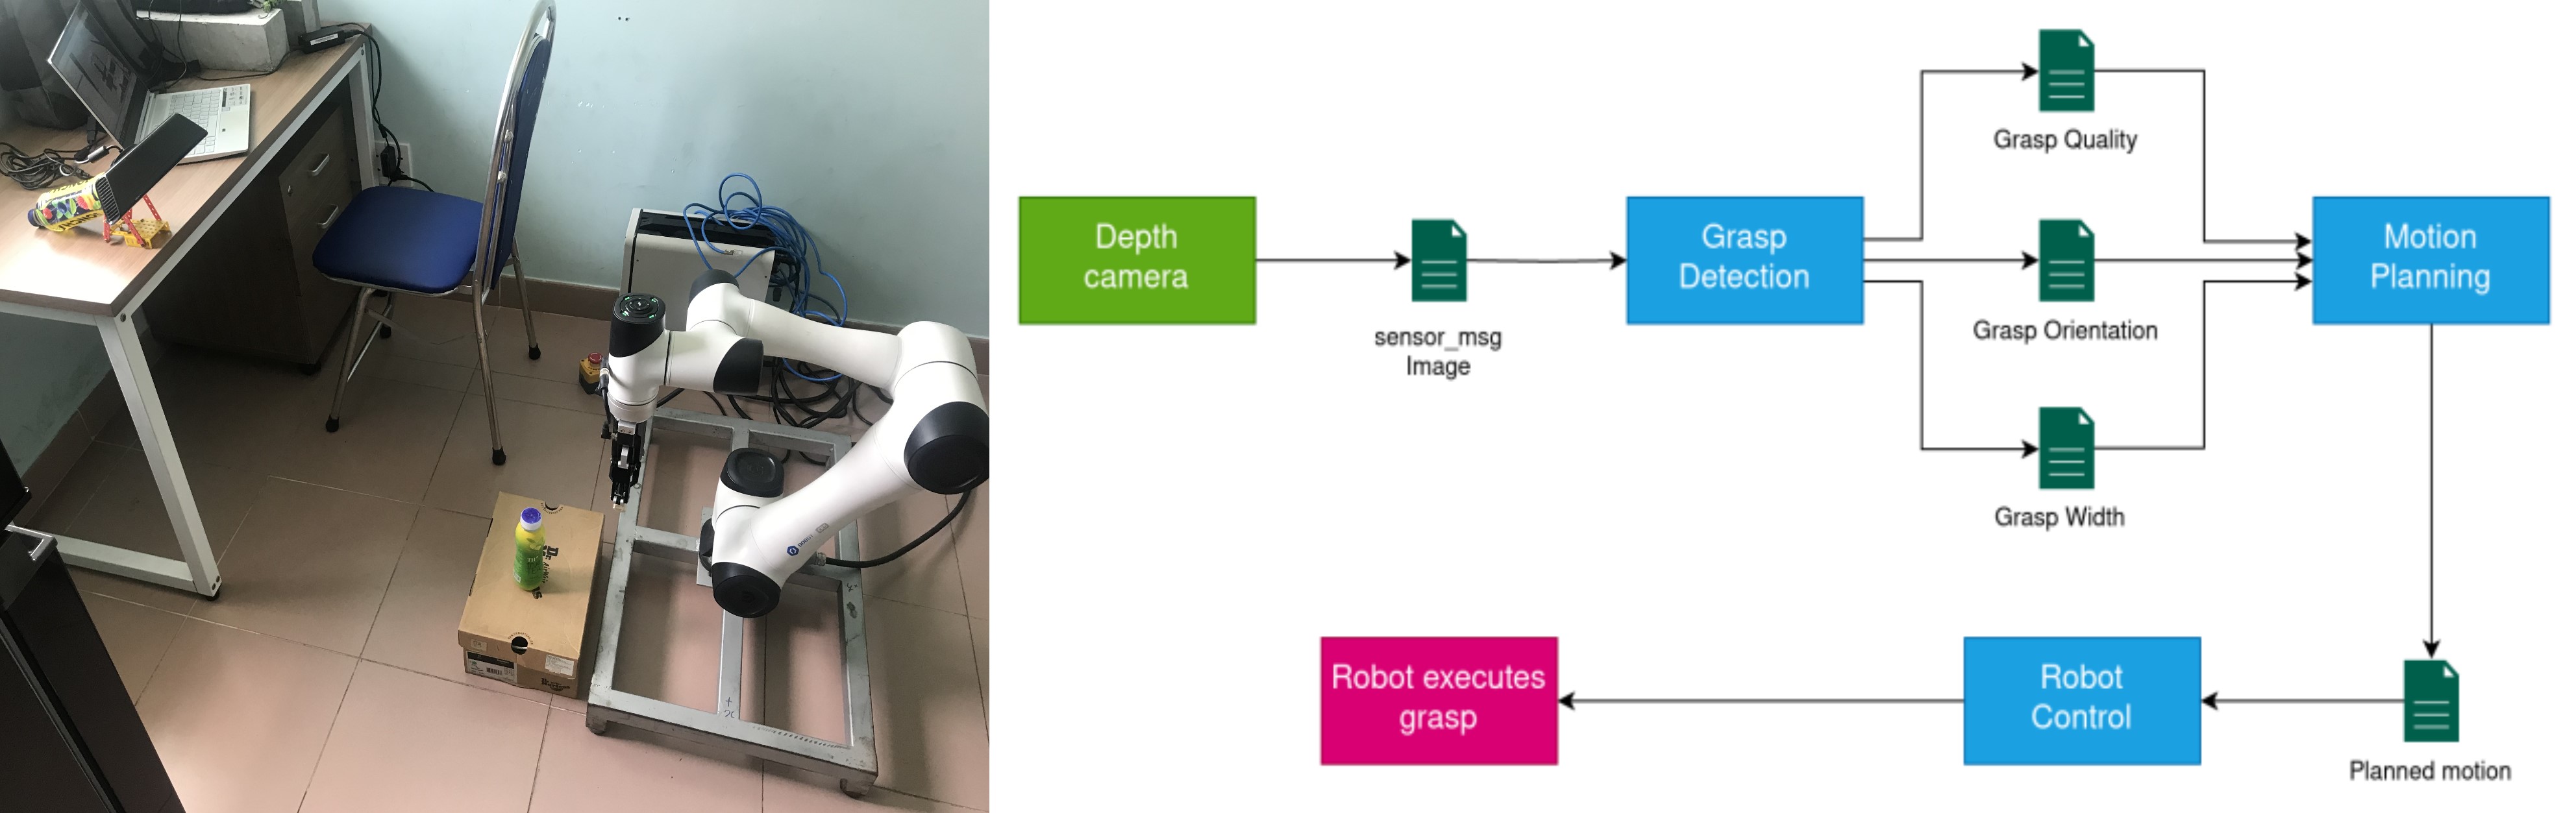 Grasp Quality
Depth
camera
sensor_msg
Image
Grasp
Detection
Grasp Orientation
Motion
Planning
Grasp Width
Robot executes
grasp
Robot
Control
Planned motion